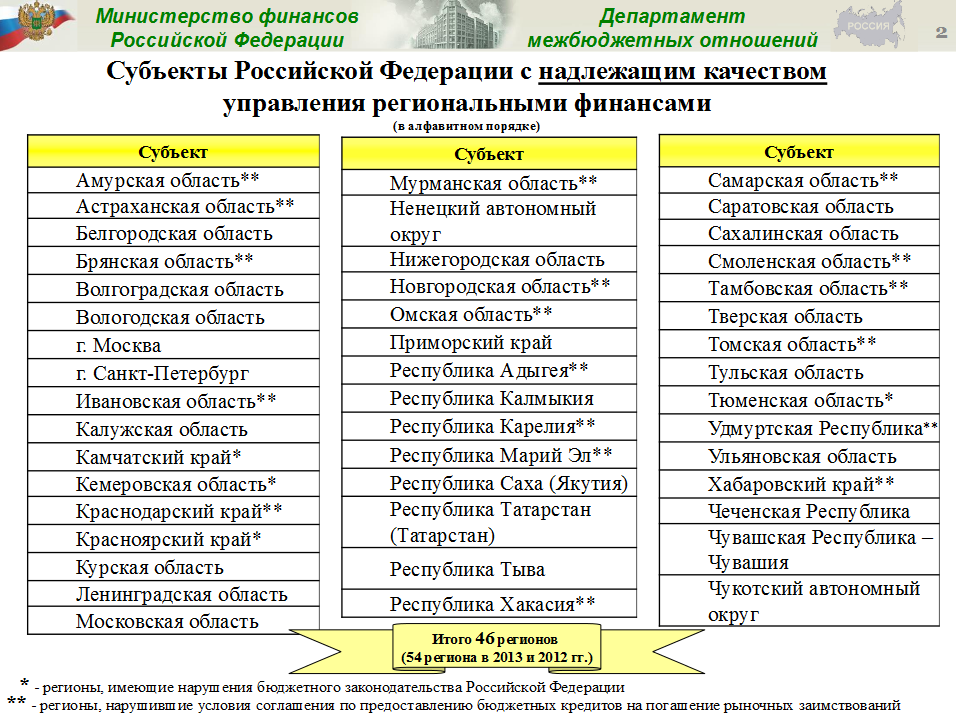 Министерство финансов
Российской Федерации
Департамент
межбюджетных отношений
РОССИЯ
2
Субъекты Российской Федерации с надлежащим качеством
управления региональными финансами
(в алфавитном порядке)
Субъект
Амурская область**
Астраханская область**
Белгородская область
Брянская область**
Волгоградская область
Вологодская область
г. Москва
г. Санкт-Петербург
Ивановская область**
Калужская область
Камчатский край*
Кемеровская область*
Краснодарский край**
Красноярский край*
Курская область
Ленинградская область
Московская область
Субъект
Мурманская область**
Ненецкий автономный
округ
Нижегородская область
Новгородская область**
Омская область**
Приморский край
Республика Адыгея**
Республика Калмыкия
Республика Карелия**
Республика Марий Эл**
Республика Саха (Якутия)
Республика Татарстан
(Татарстан)
Республика Тыва
Республика Хакасия**
Субъект
Самарская область**
Саратовская область
Сахалинская область
Смоленская область**
Тамбовская область**
Тверская область
Томская область**
Тульская область
Тюменская область*
Удмуртская Республика**
Ульяновская область
Хабаровский край**
Чеченская Республика
Чувашская Республика –
Чувашия
Чукотский автономный
округ
Итого 46 регионов
(54 региона в 2013 и 2012 гг.)
* - регионы, имеющие нарушения бюджетного законодательства Российской Федерации
** - регионы, нарушившие условия соглашения по предоставлению бюджетных кредитов на погашение рыночных заимствований